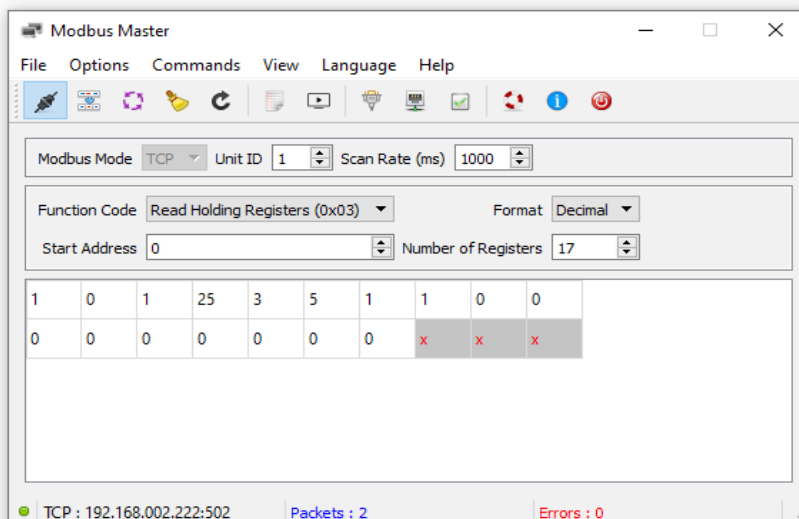 Modbus Master
File Options Commands View Language Help
Modbus Mode TCP Unit ID 1 Scan Rate (ms) 1000
Function Code Read Holding Registers (0x03) Format Decimal
Start Address 0 Number of Registers 17
1 0 1 25 3 5 1 1 0 0
0 0 0 0 0 0 0 x x x
TCP : 192.168.002.222:502 Packets : 2 Errors : 0